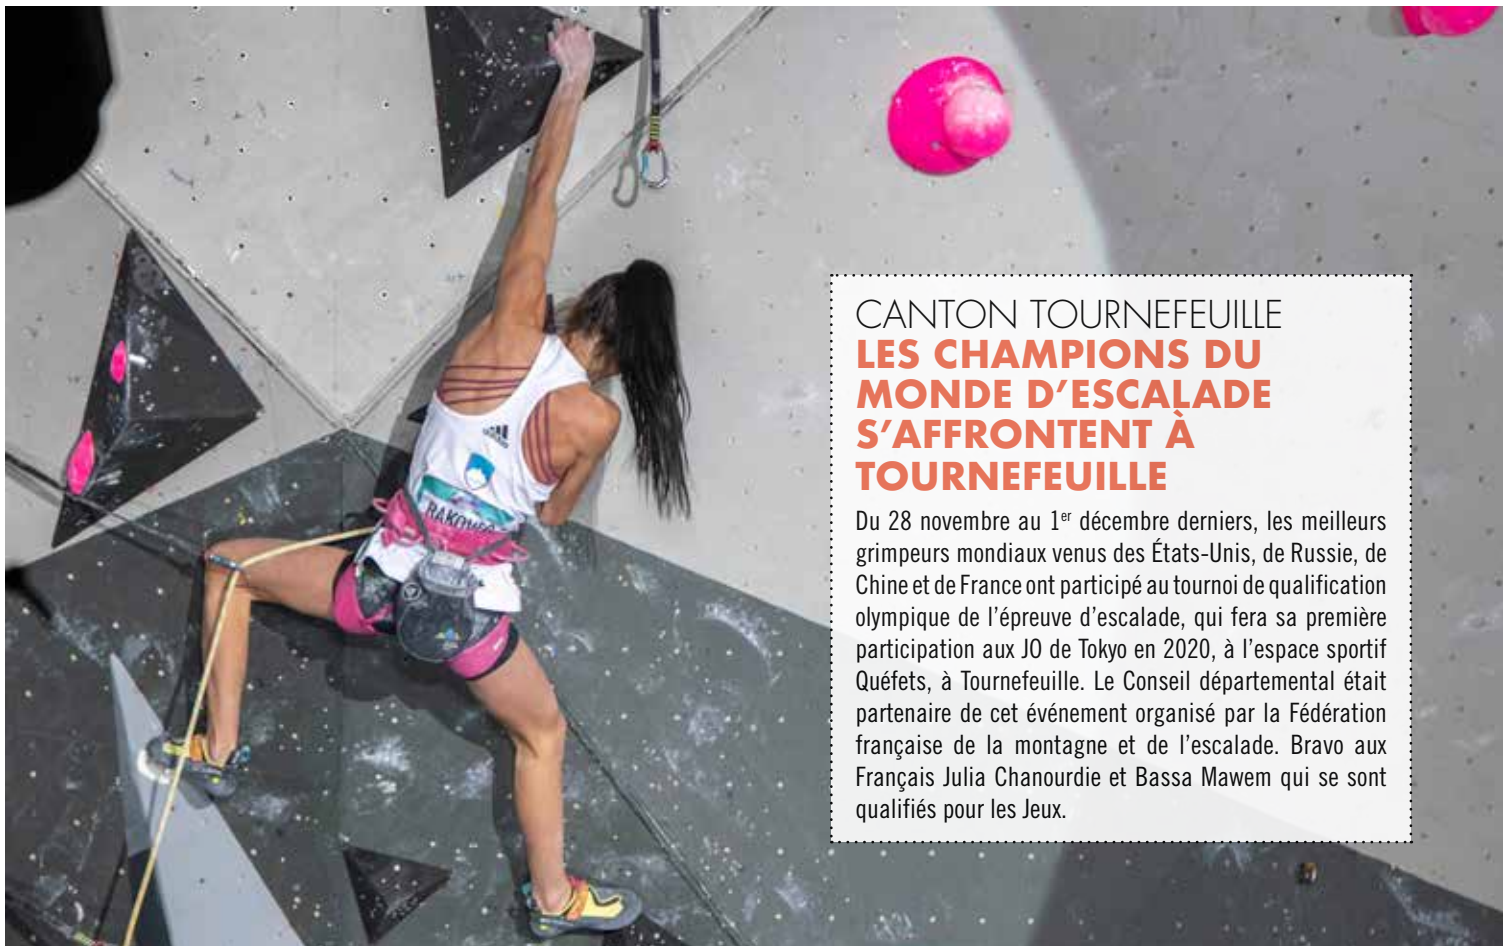 CANTON TOURNEFEUILLE
LES CHAMPIONS DU
MONDE D'ESCALADE
S'AFFRONTENT À
TOURNEFEUILLE
Du 28 novembre au 1er décembre derniers, les meilleurs
grimpeurs mondiaux venus des États-Unis, de Russie, de
Chine et de France ont participé au tournoi de qualification
olympique de l'épreuve d'escalade, qui fera sa première
participation aux JO de Tokyo en 2020, à l'espace sportif
Quéfets, à Tournefeuille. Le Conseil départemental était
partenaire de cet événement organisé par la Fédération
française de la montagne et de l'escalade. Bravo aux
Français Julia Chanourdie et Bassa Mawem qui se sont
qualifiés pour les Jeux.
adidas